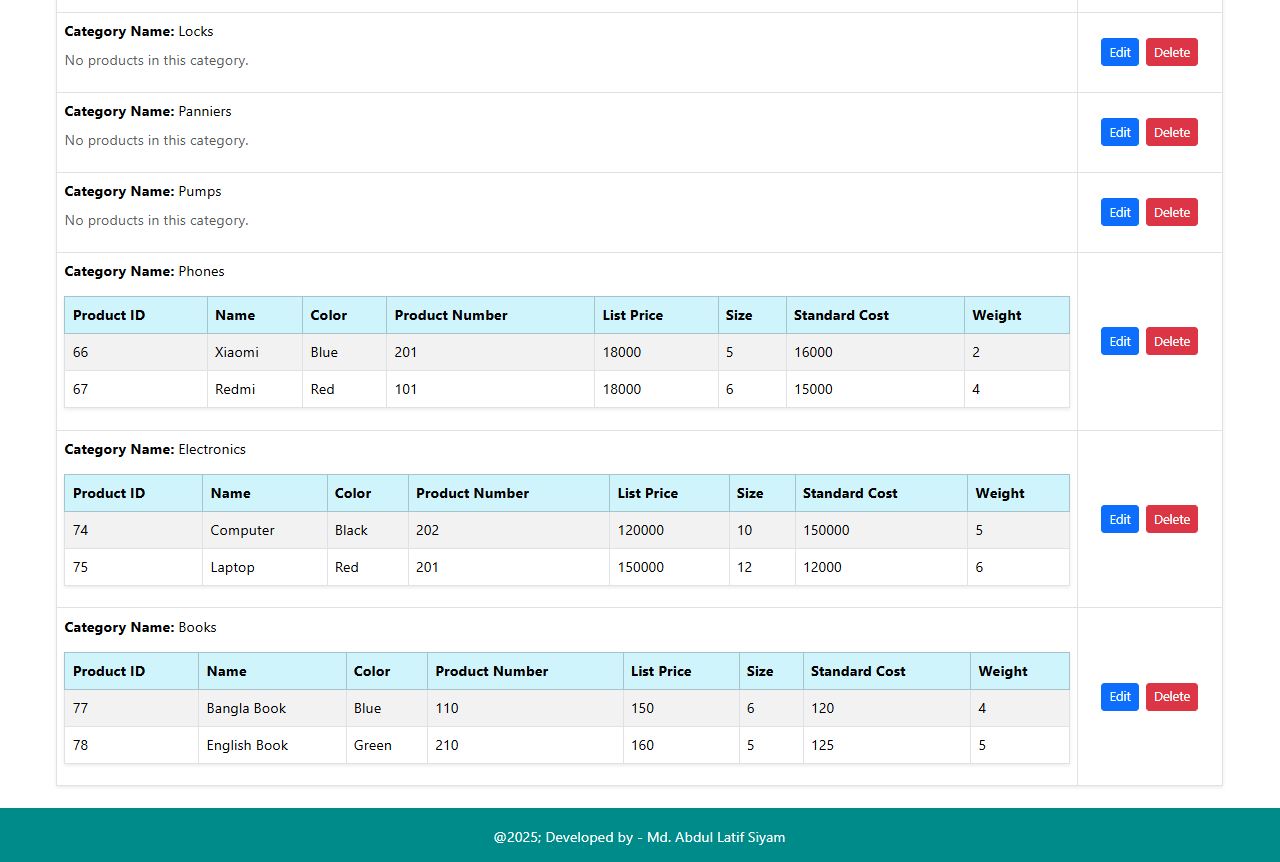 Category Name: Locks
No products in this category.
Edit Delete
Category Name: Panniers
No products in this category.
Edit Delete
Category Name: Pumps
No products in this category.
Edit Delete
Category Name: Phones
Product ID Name Color Product Number List Price Size Standard Cost Weight
66 Xiaomi Blue 201 18000 5 16000 2
67 Redmi Red 101 18000 6 15000 4
Edit Delete
Category Name: Electronics
Product ID Name Color Product Number List Price Size Standard Cost Weight
74 Computer Black 202 120000 10 150000 5
75 Laptop Red 201 150000 12 12000 6
Edit Delete
Category Name: Books
Product ID Name Color Product Number List Price Size Standard Cost Weight
77 Bangla Book Blue 110 150 6 120 4
78 English Book Green 210 160 5 125 5
Edit Delete
@2025; Developed by - Md. Abdul Latif Siyam